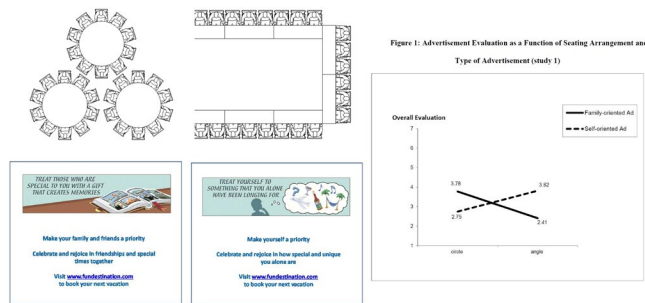 TREAT THOSE WHO ARE
SPECIAL TO YOU WITH A GIFT
THAT CREATES MEMORIES
Make your family and friends a priority
Celebrate and rejoice in friendships and special
times together
Visit www.fundestination.com
to book your next vacation
TREAT YOURSELF TO
SOMETHING THAT YOU ALONE
HAVE BEEN LONGING FOR
Make yourself a priority
Celebrate and rejoice in how special and unique
you alone are
Visit www.fundestination.com
to book your next vacation
Figure 1: Advertisement Evaluation as a Function of Seating Arrangement and
Type of Advertisement (study 1)
Family-oriented Ad
Self-oriented Ad
Overall Evaluation
7
6
5
4
3
2
1
3.78
3.82
2.75
2.41
circle
angle